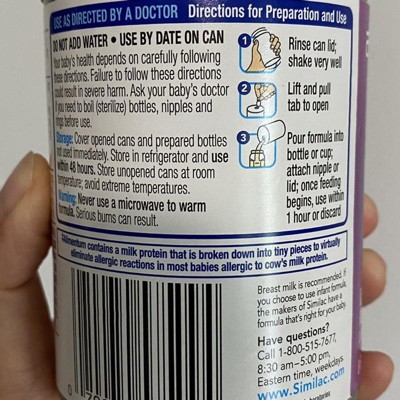 USE AS DIRECTED BY A DOCTOR Directions for Preparation and Use
DO NOT ADD WATER • USE BY DATE ON CAN
Your baby's health depends on carefully following
these directions. Failure to follow these directions
could result in severe harm. Ask your baby's doctor
if you need to boil (sterilize) bottles, nipples and
rings before use.
Storage: Cover opened cans and prepared bottles
not used immediately. Store in refrigerator and use
within 48 hours. Store unopened cans at room
temperature; avoid extreme temperatures.
Warning: Never use a microwave to warm
formula. Serious burns can result.
1
Rinse can lid;
shake very well
2
Lift and pull
tab to open
3
Pour formula into
bottle or cup;
attach nipple or
lid; once feeding
begins, use within
1 hour or discard
Alimentum contains a milk protein that is broken down into tiny pieces to virtually
eliminate allergic reactions in most babies allergic to cow's milk protein.
Breast milk is recommended. If
you choose to use infant formula,
the makers of Similac have a
formula that's right for your baby.
Have questions?
Call 1-800-515-7677,
8:30 am–5:00 pm,
Eastern time, weekdays.
www.Similac.com
0